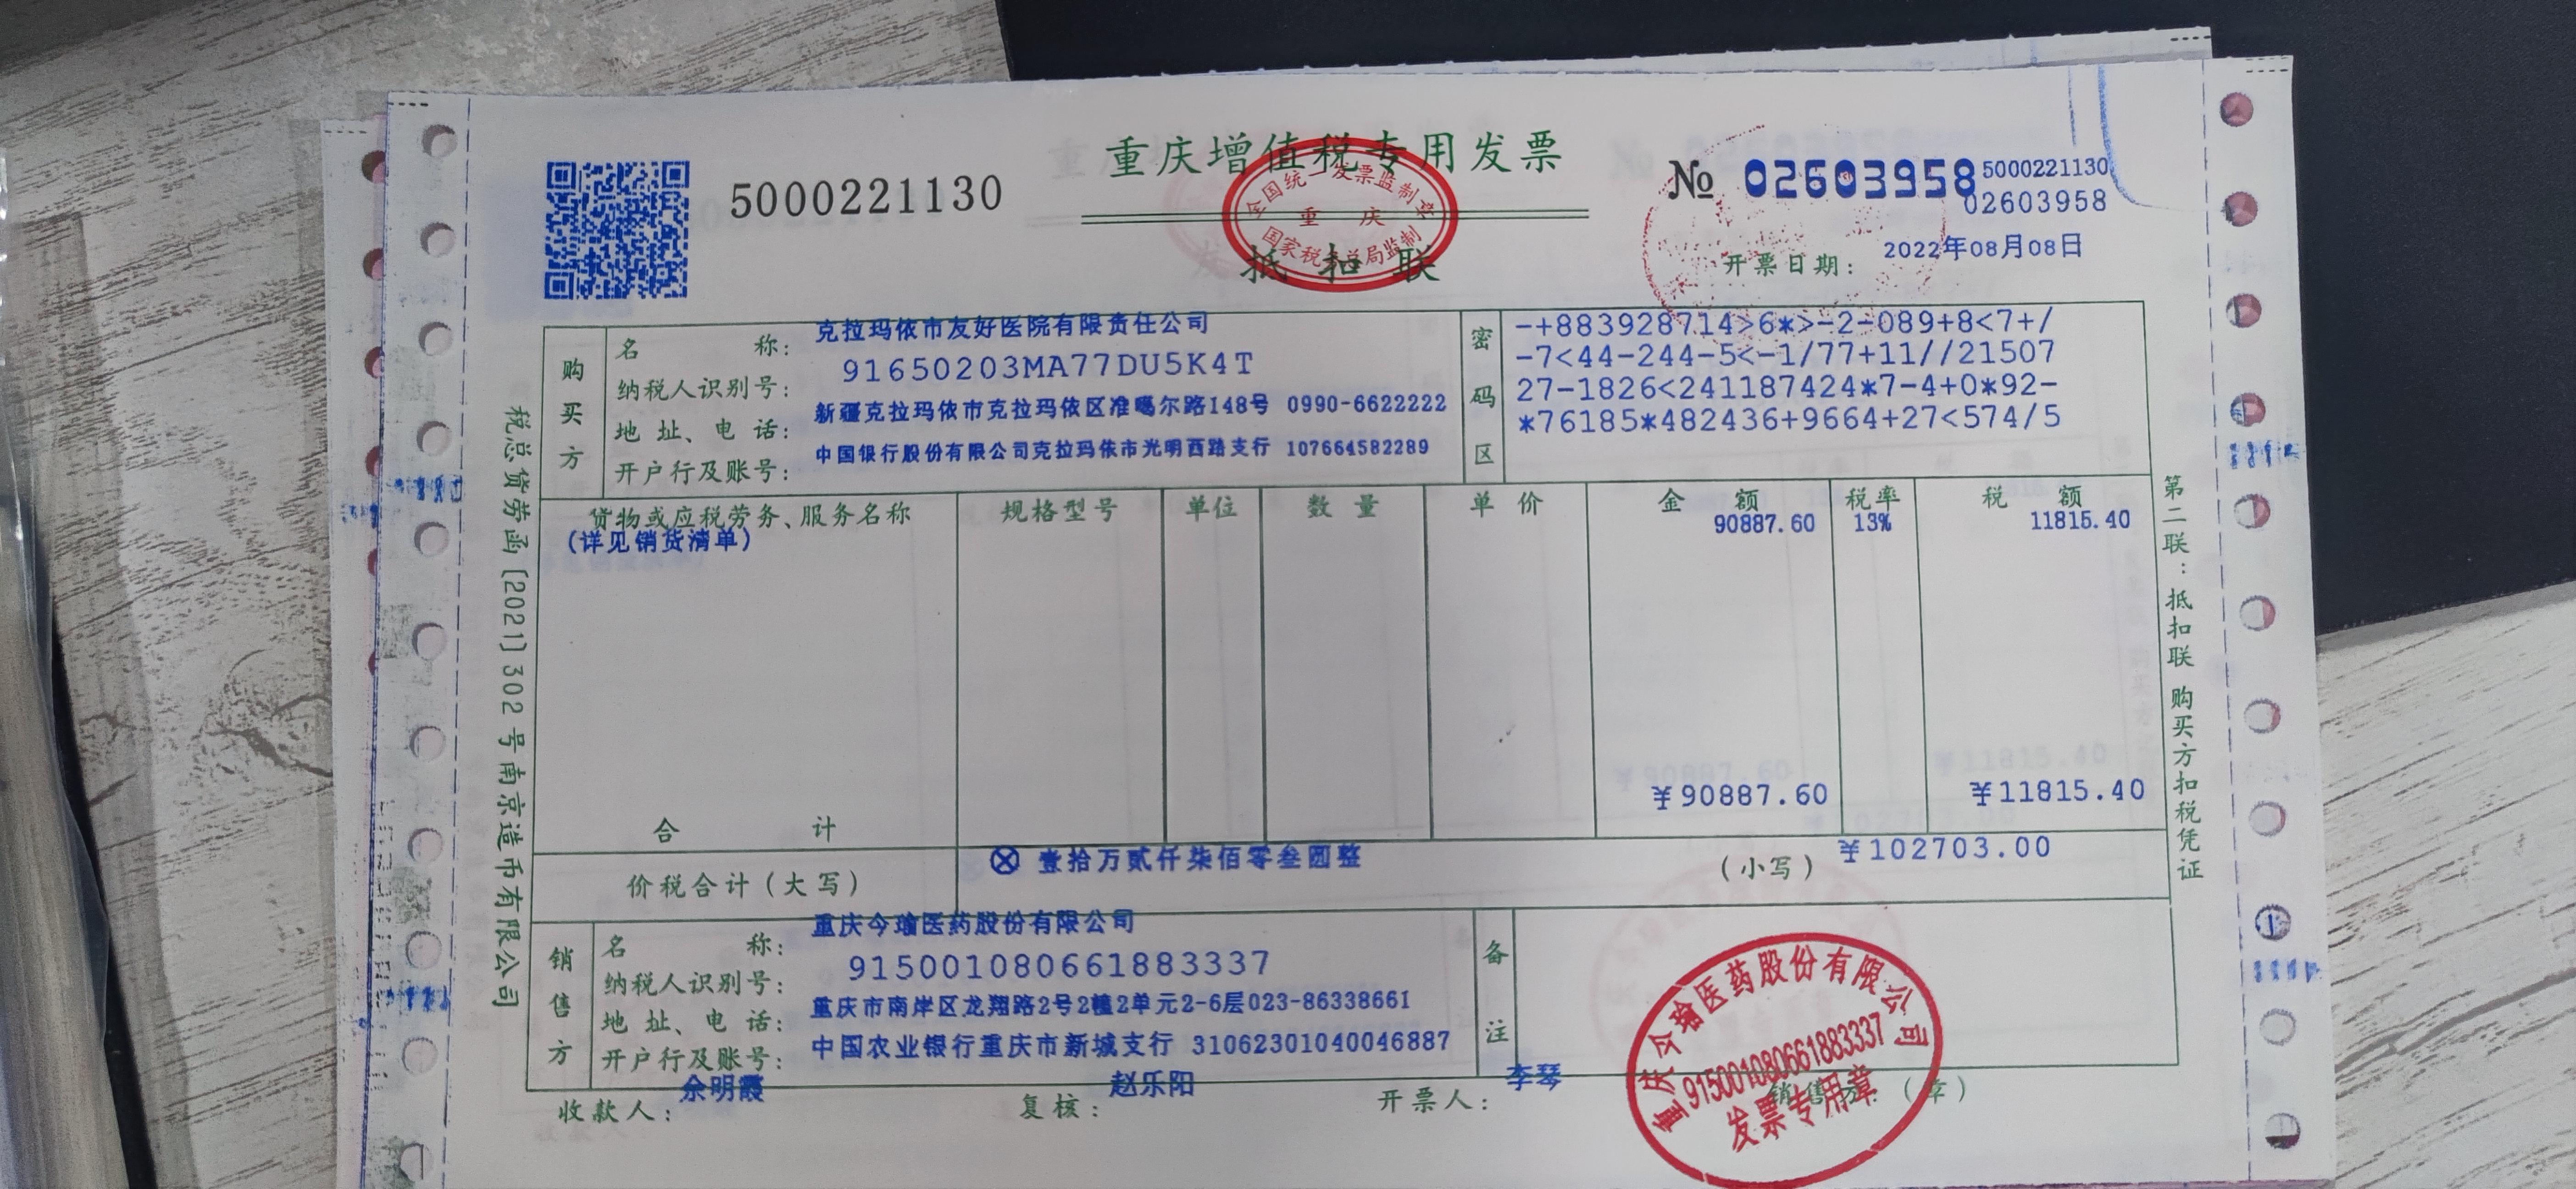 重庆增值税专用发票
5000221130
№ 02603958
5000221130
02603958
全国统一发票监制章
重庆
国家税务总局监制
抵扣联
开票日期: 2022年08月08日
购买方
名称: 克拉玛依市友好医院有限责任公司
纳税人识别号: 91650203MA77DU5K4T
地址、电话: 新疆克拉玛依市克拉玛依区准噶尔路148号 0990-6622222
开户行及账号: 中国银行股份有限公司克拉玛依市光明西路支行 107664582289
密码区
-+883928714>6*>-2-089+8<7+/
-7<44-244-5<-1/77+11//21507
27-1826<241187424*7-4+0*92-
*76185*482436+9664+27<574/5
货物或应税劳务、服务名称 规格型号 单位 数量 单价 金额 税率 税额
(详见销货清单) 90887.60 13% 11815.40
合计 ¥90887.60 ¥11815.40
价税合计(大写) ⊗ 壹拾万贰仟柒佰零叁圆整 (小写) ¥102703.00
销售方
名称: 重庆今瑜医药股份有限公司
纳税人识别号: 915001080661883337
地址、电话: 重庆市南岸区龙翔路2号2幢2单元2-6层023-86338661
开户行及账号: 中国农业银行重庆市新城支行 31062301040046887
备注
收款人: 余明霞 复核: 赵乐阳 开票人: 李琴 销售方:(章)
重庆今瑜医药股份有限公司
915001080661883337
发票专用章
税总货劳函[2021]302号南京造币有限公司
第二联:抵扣联 购买方扣税凭证